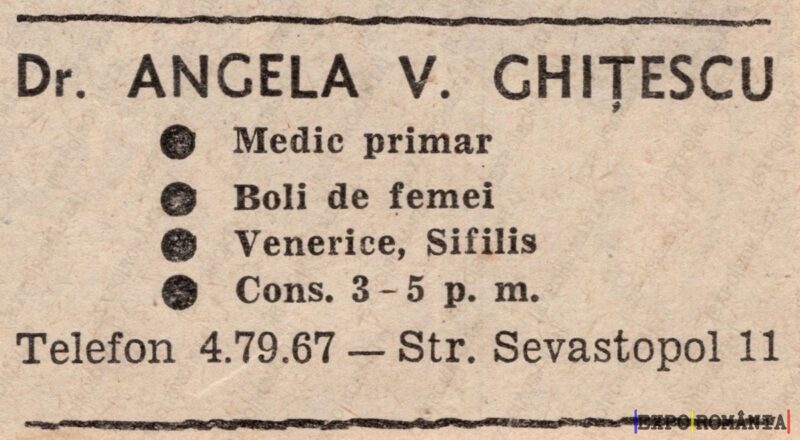 Dr. ANGELA V. GHIȚESCU
● Medic primar
● Boli de femei
● Venerice, Sifilis
● Cons. 3-5 p. m.
Telefon 4.79.67 — Str. Sevastopol 11
EXPO ROMÂNIA